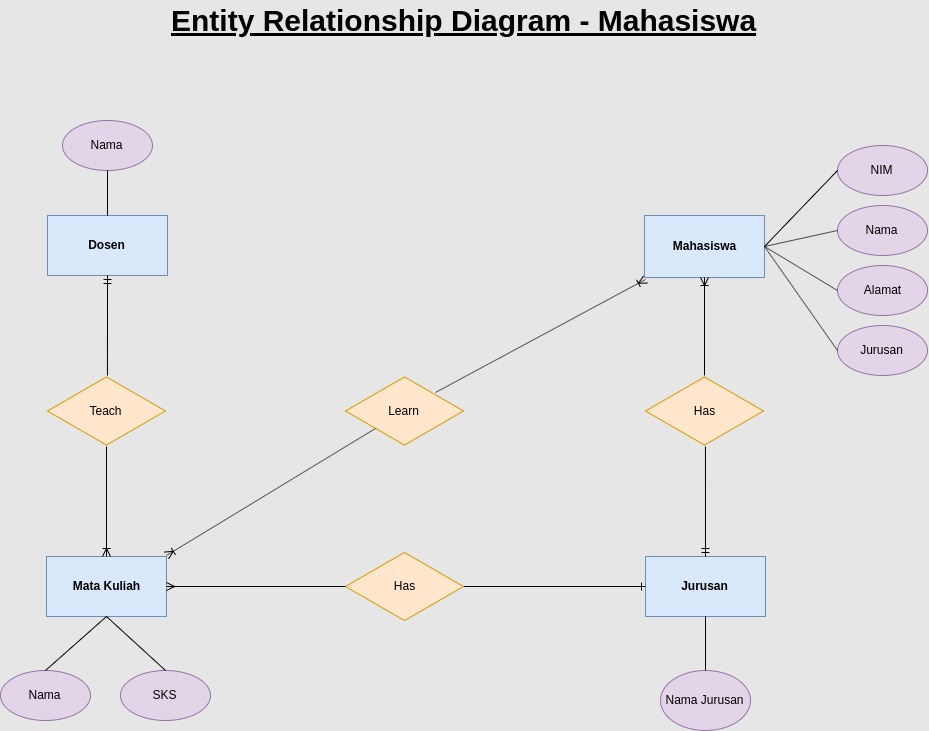 Entity Relationship Diagram - Mahasiswa
Nama
NIM
Nama
Dosen
Mahasiswa
Alamat
Jurusan
Teach
Learn
Has
Mata Kuliah
Has
Jurusan
Nama
SKS
Nama Jurusan